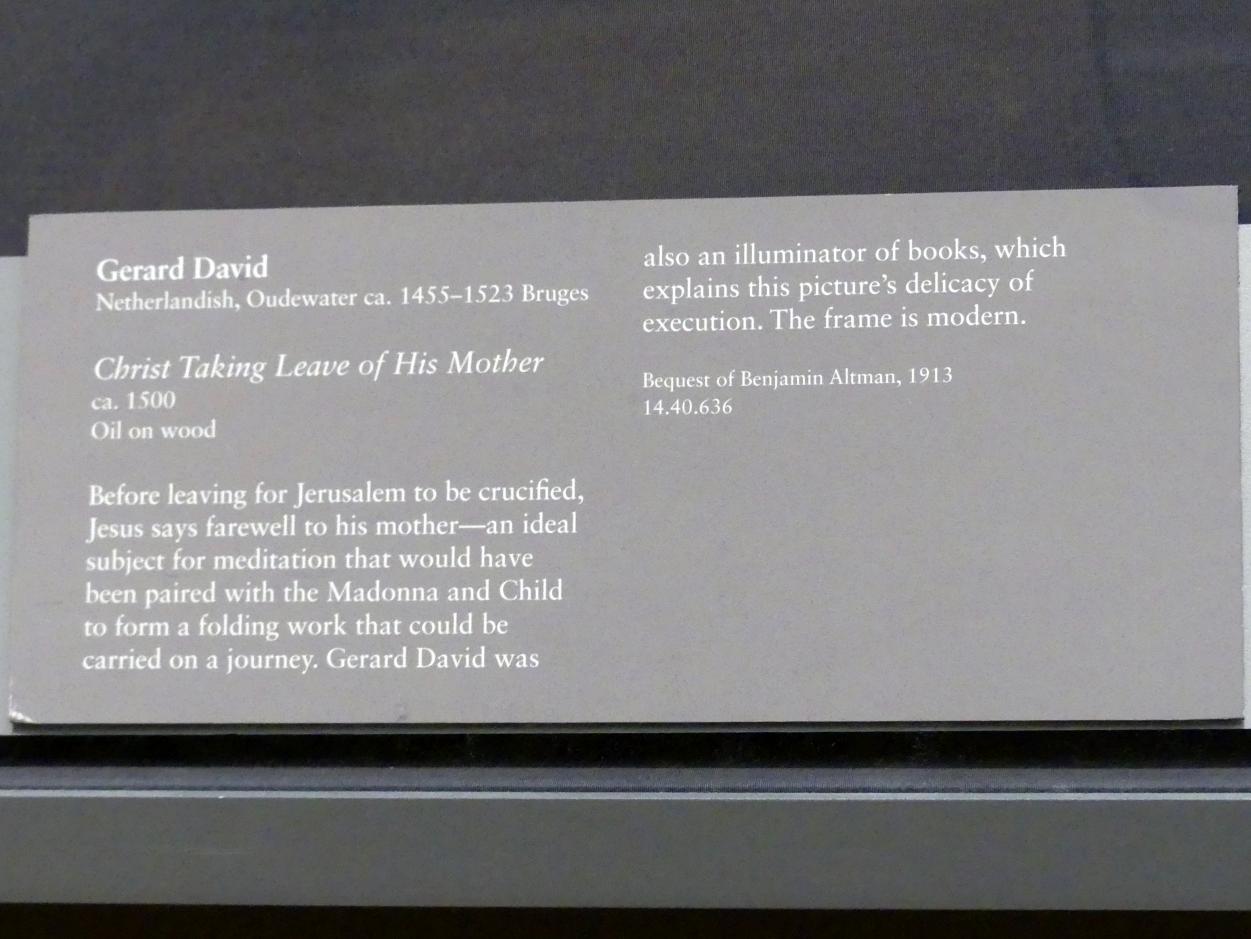 Gerard David
Netherlandish, Oudewater ca. 1455–1523 Bruges
Christ Taking Leave of His Mother
ca. 1500
Oil on wood
Before leaving for Jerusalem to be crucified,
Jesus says farewell to his mother—an ideal
subject for meditation that would have
been paired with the Madonna and Child
to form a folding work that could be
carried on a journey. Gerard David was
also an illuminator of books, which
explains this picture’s delicacy of
execution. The frame is modern.
Bequest of Benjamin Altman, 1913
14.40.636